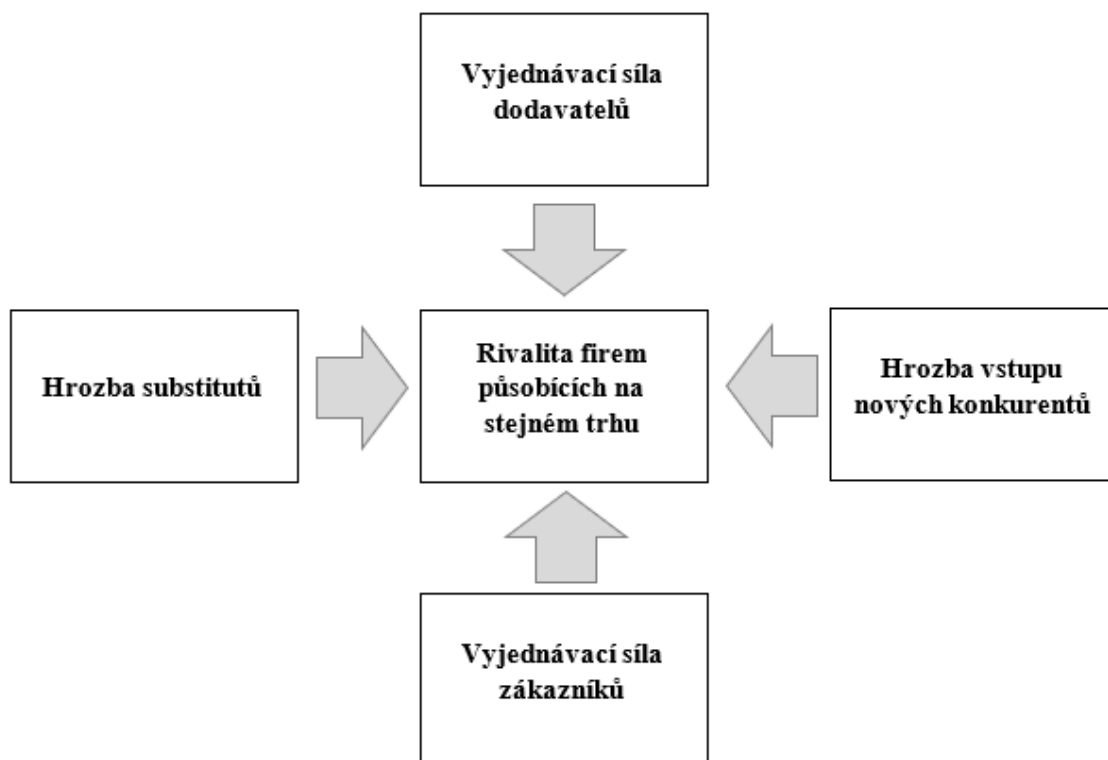 Vyjednávací síla
dodavatelů
Hrozba substitutů
Rivalita firem
působících na
stejném trhu
Hrozba vstupu
nových konkurentů
Vyjednávací síla
zákazníků